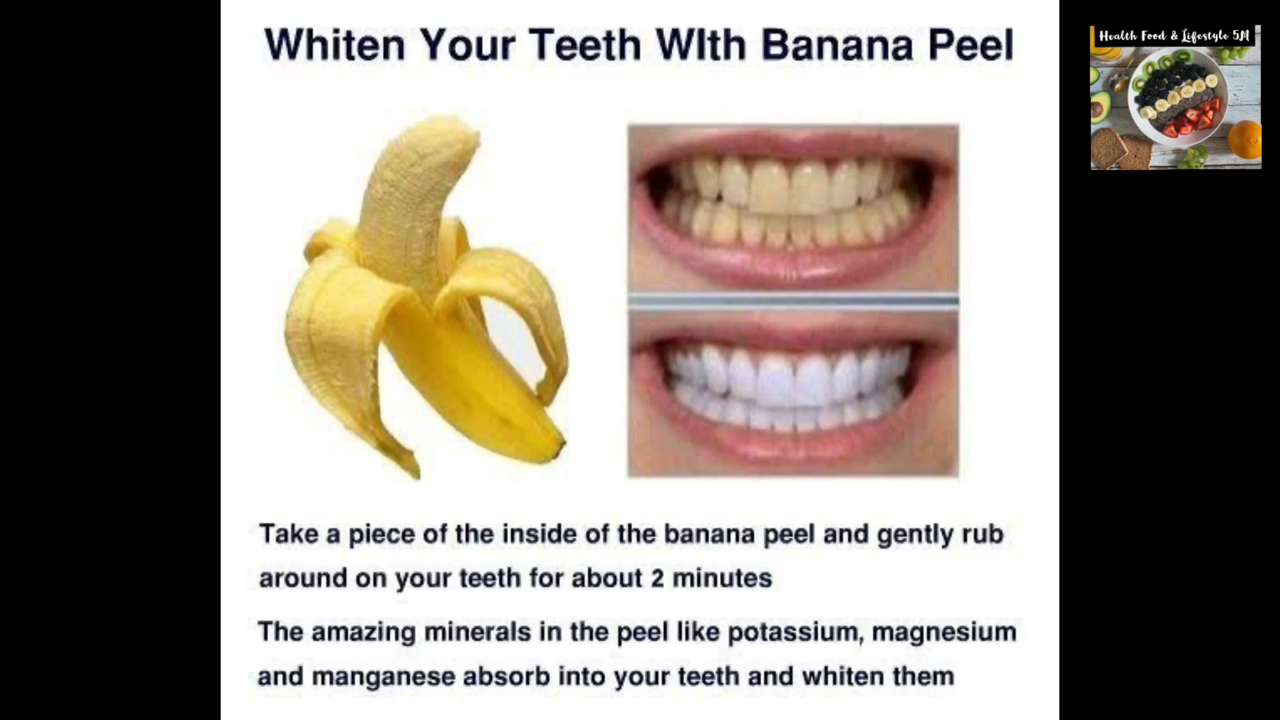 Whiten Your Teeth WIth Banana Peel
Health Food & Lifestyle 5M
Take a piece of the inside of the banana peel and gently rub
around on your teeth for about 2 minutes
The amazing minerals in the peel like potassium, magnesium
and manganese absorb into your teeth and whiten them